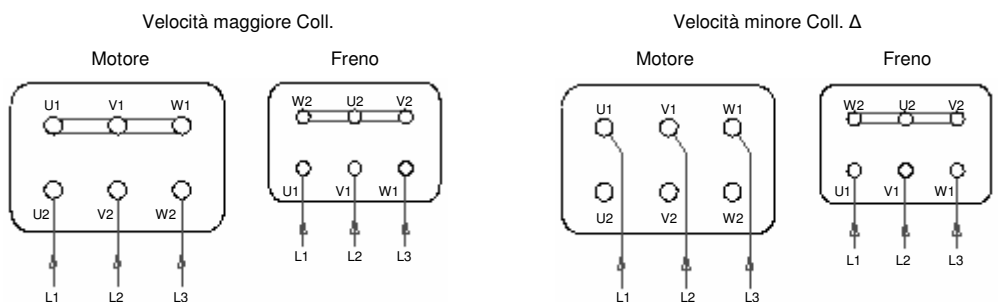 Velocità maggiore Coll.
Velocità minore Coll. Δ
Motore
Freno
Motore
Freno
U1 V1 W1
W2 U2 V2
U1 V1 W1
W2 U2 V2
U1 V1 W1
U1 V1 W1
U2 V2 W2
U2 V2 W2
L1 L2 L3
L1 L2 L3
L1 L2 L3
L1 L2 L3